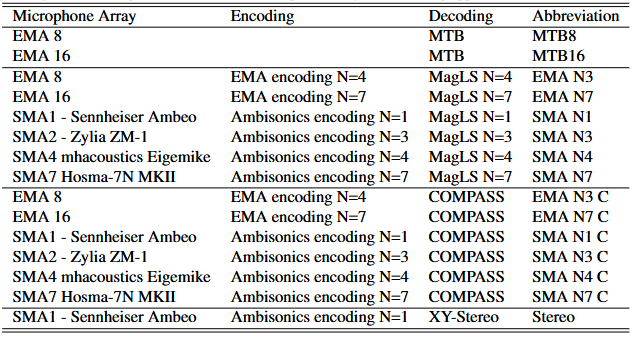 Microphone Array Encoding Decoding Abbreviation
EMA 8 MTB MTB8
EMA 16 MTB MTB16
EMA 8 EMA encoding N=4 MagLS N=4 EMA N3
EMA 16 EMA encoding N=7 MagLS N=7 EMA N7
SMA1 - Sennheiser Ambeo Ambisonics encoding N=1 MagLS N=1 SMA N1
SMA2 - Zylia ZM-1 Ambisonics encoding N=3 MagLS N=3 SMA N3
SMA4 mhacoustics Eigemike Ambisonics encoding N=4 MagLS N=4 SMA N4
SMA7 Hosma-7N MKII Ambisonics encoding N=7 MagLS N=7 SMA N7
EMA 8 EMA encoding N=4 COMPASS EMA N3 C
EMA 16 EMA encoding N=7 COMPASS EMA N7 C
SMA1 - Sennheiser Ambeo Ambisonics encoding N=1 COMPASS SMA N1 C
SMA2 - Zylia ZM-1 Ambisonics encoding N=3 COMPASS SMA N3 C
SMA4 mhacoustics Eigemike Ambisonics encoding N=4 COMPASS SMA N4 C
SMA7 Hosma-7N MKII Ambisonics encoding N=7 COMPASS SMA N7 C
SMA1 - Sennheiser Ambeo Ambisonics encoding N=1 XY-Stereo Stereo